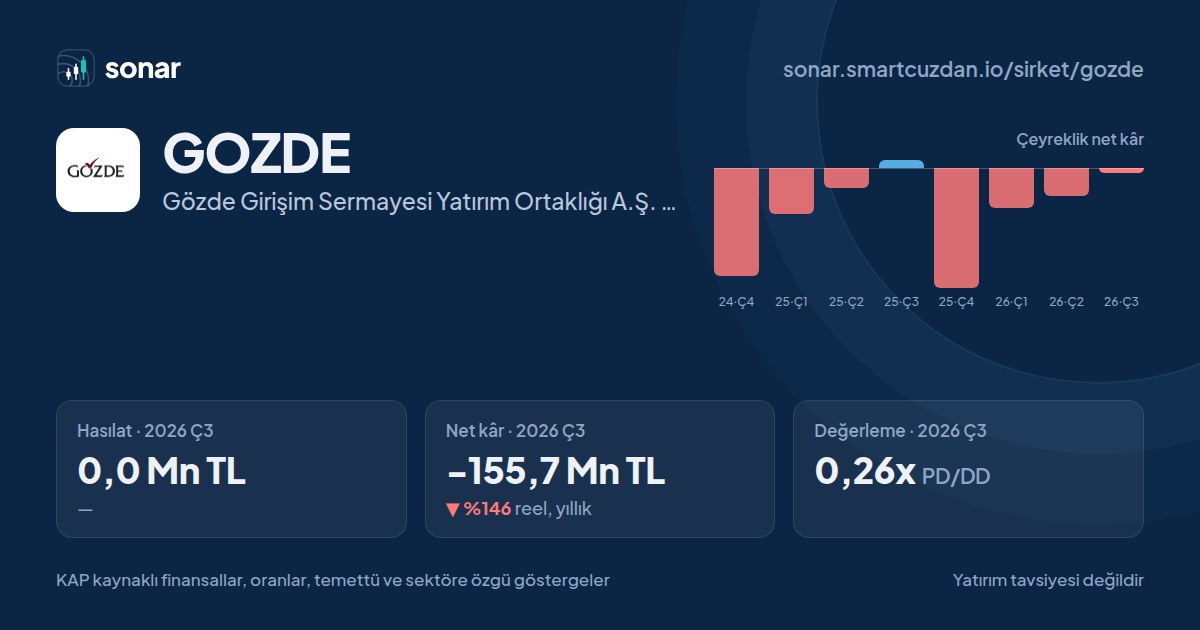 sonar
sonar.smartcuzdan.io/sirket/gozde
GÖZDE
GOZDE
Gözde Girişim Sermayesi Yatırım Ortaklığı A.Ş. ...
Çeyreklik net kâr
24·Ç4 25·Ç1 25·Ç2 25·Ç3 25·Ç4 26·Ç1 26·Ç2 26·Ç3
Hasılat · 2026 Ç3
0,0 Mn TL
—
Net kâr · 2026 Ç3
−155,7 Mn TL
▼ %146 reel, yıllık
Değerleme · 2026 Ç3
0,26x PD/DD
KAP kaynaklı finansallar, oranlar, temettü ve sektöre özgü göstergeler
Yatırım tavsiyesi değildir